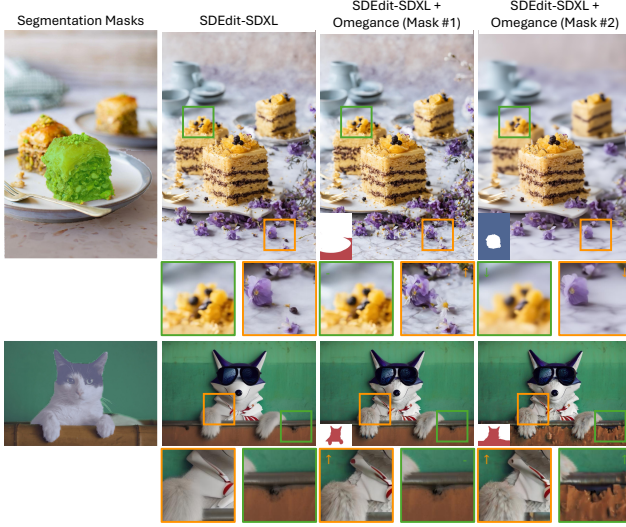 Segmentation Masks
SDEdit-SDXL
SDEdit-SDXL +
Omegance (Mask #1)
SDEdit-SDXL +
Omegance (Mask #2)